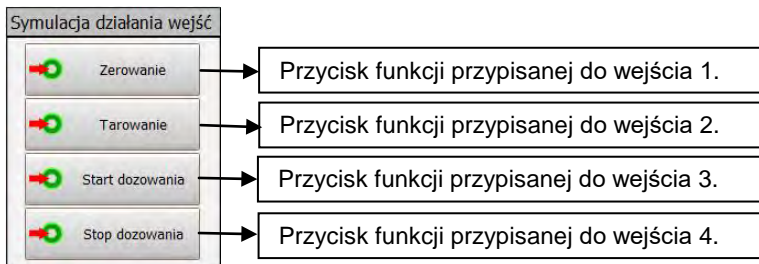 Symulacja działania wejść
Zerowanie
Przycisk funkcji przypisanej do wejścia 1.
Tarowanie
Przycisk funkcji przypisanej do wejścia 2.
Start dozowania
Przycisk funkcji przypisanej do wejścia 3.
Stop dozowania
Przycisk funkcji przypisanej do wejścia 4.